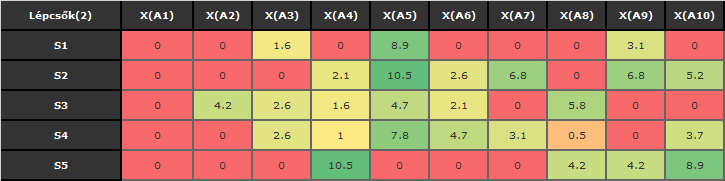 Lépcsők(2) X(A1) X(A2) X(A3) X(A4) X(A5) X(A6) X(A7) X(A8) X(A9) X(A10)
S1 0 0 1.6 0 8.9 0 0 0 3.1 0
S2 0 0 0 2.1 10.5 2.6 6.8 0 6.8 5.2
S3 0 4.2 2.6 1.6 4.7 2.1 0 5.8 0 0
S4 0 0 2.6 1 7.8 4.7 3.1 0.5 0 3.7
S5 0 0 0 10.5 0 0 0 4.2 4.2 8.9